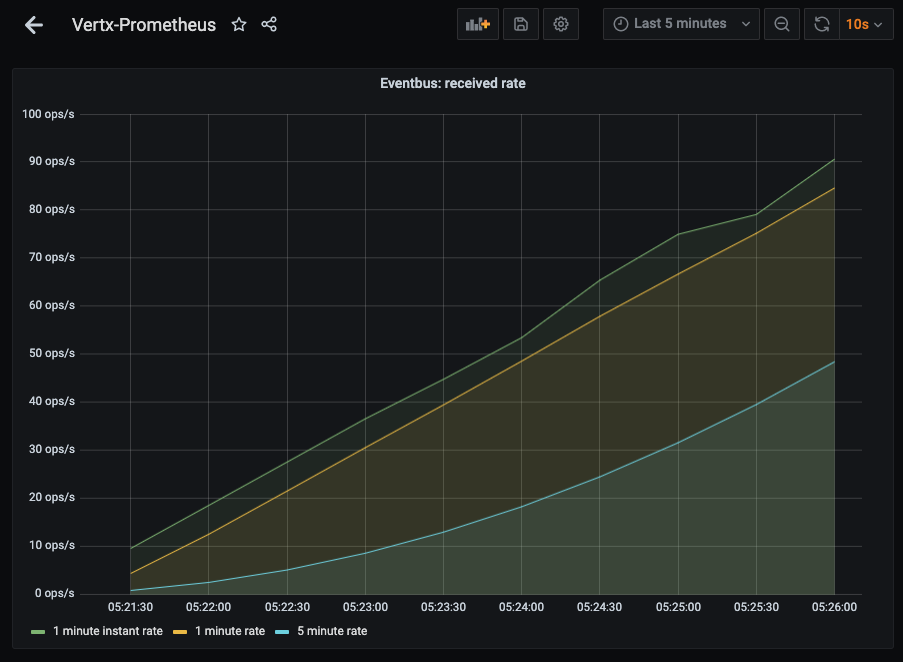 Vertx-Prometheus
Last 5 minutes
10s
Eventbus: received rate
100 ops/s
90 ops/s
80 ops/s
70 ops/s
60 ops/s
50 ops/s
40 ops/s
30 ops/s
20 ops/s
10 ops/s
0 ops/s
05:21:30 05:22:00 05:22:30 05:23:00 05:23:30 05:24:00 05:24:30 05:25:00 05:25:30 05:26:00
1 minute instant rate 1 minute rate 5 minute rate